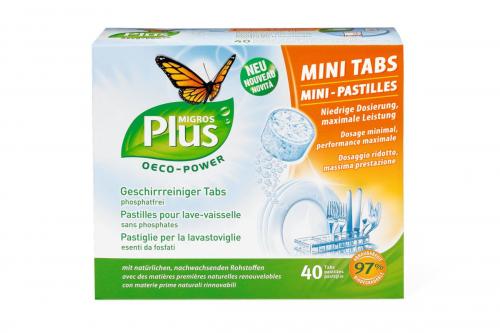 NEU
NOUVEAU
NOVITÀ
MINI TABS
MINI-PASTILLES
Niedrige Dosierung,
maximale Leistung
Dosage minimal,
performance maximale
Dosaggio ridotto,
massima prestazione
MIGROS
Plus
OECO-POWER
Geschirrreiniger Tabs
phosphatfrei
Pastilles pour lave-vaisselle
sans phosphates
Pastiglie per la lavastoviglie
esenti da fosfati
mit natürlichen, nachwachsenden Rohstoffen
avec des matières premières naturelles renouvelables
con materie prime naturali rinnovabili
40 Tabs
pastilles
pastiglie
97%